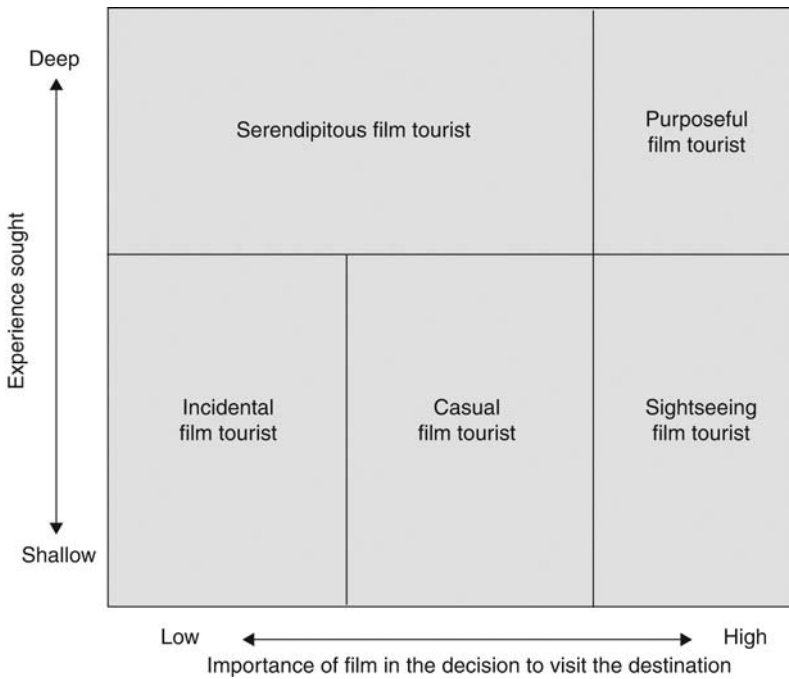 Deep
Serendipitous film tourist
Purposeful
film tourist
Experience sought
Incidental
film tourist
Casual
film tourist
Sightseeing
film tourist
Shallow
Low
High
Importance of film in the decision to visit the destination